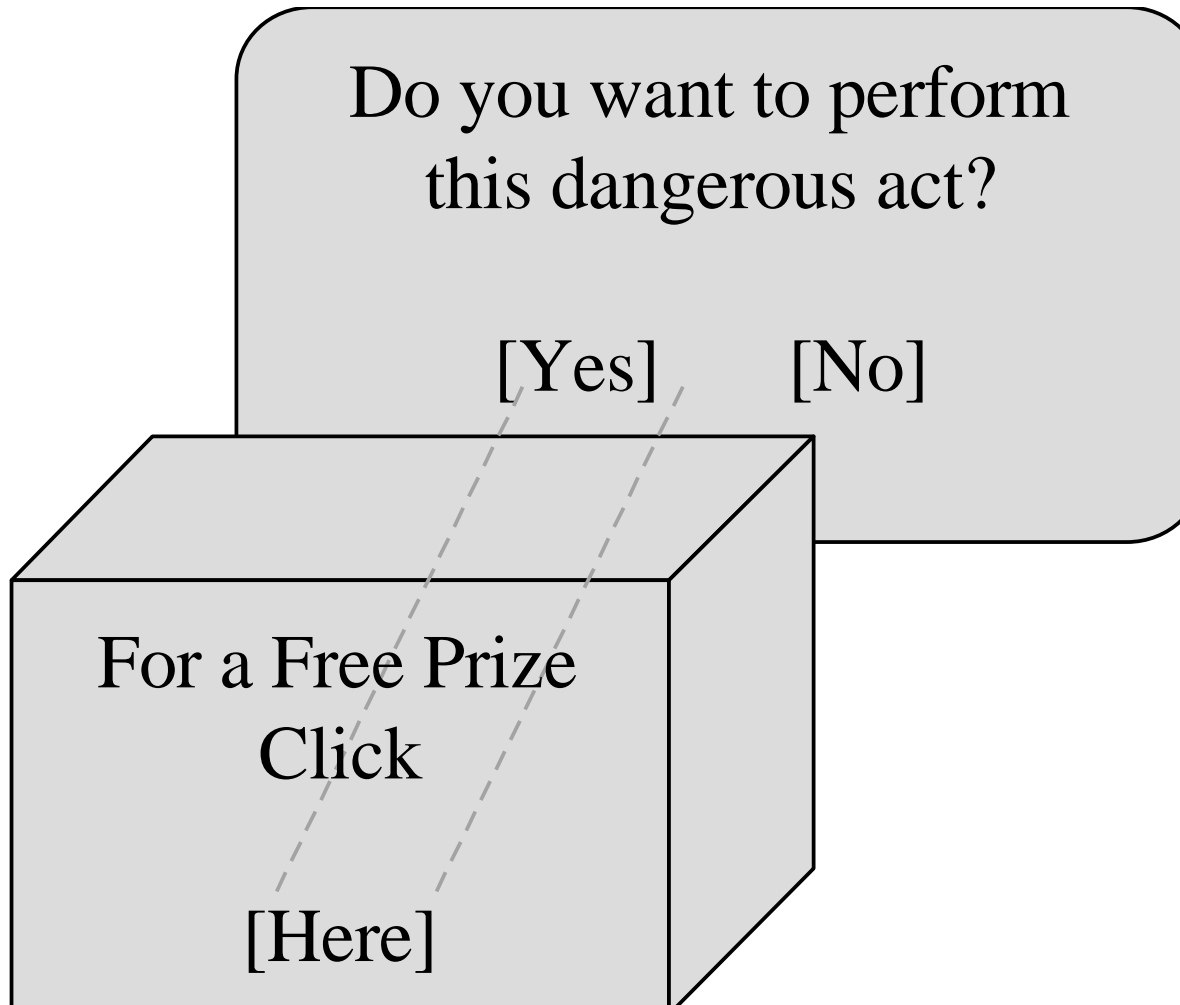 Do you want to perform
this dangerous act?
[Yes] [No]
For a Free Prize
Click
[Here]